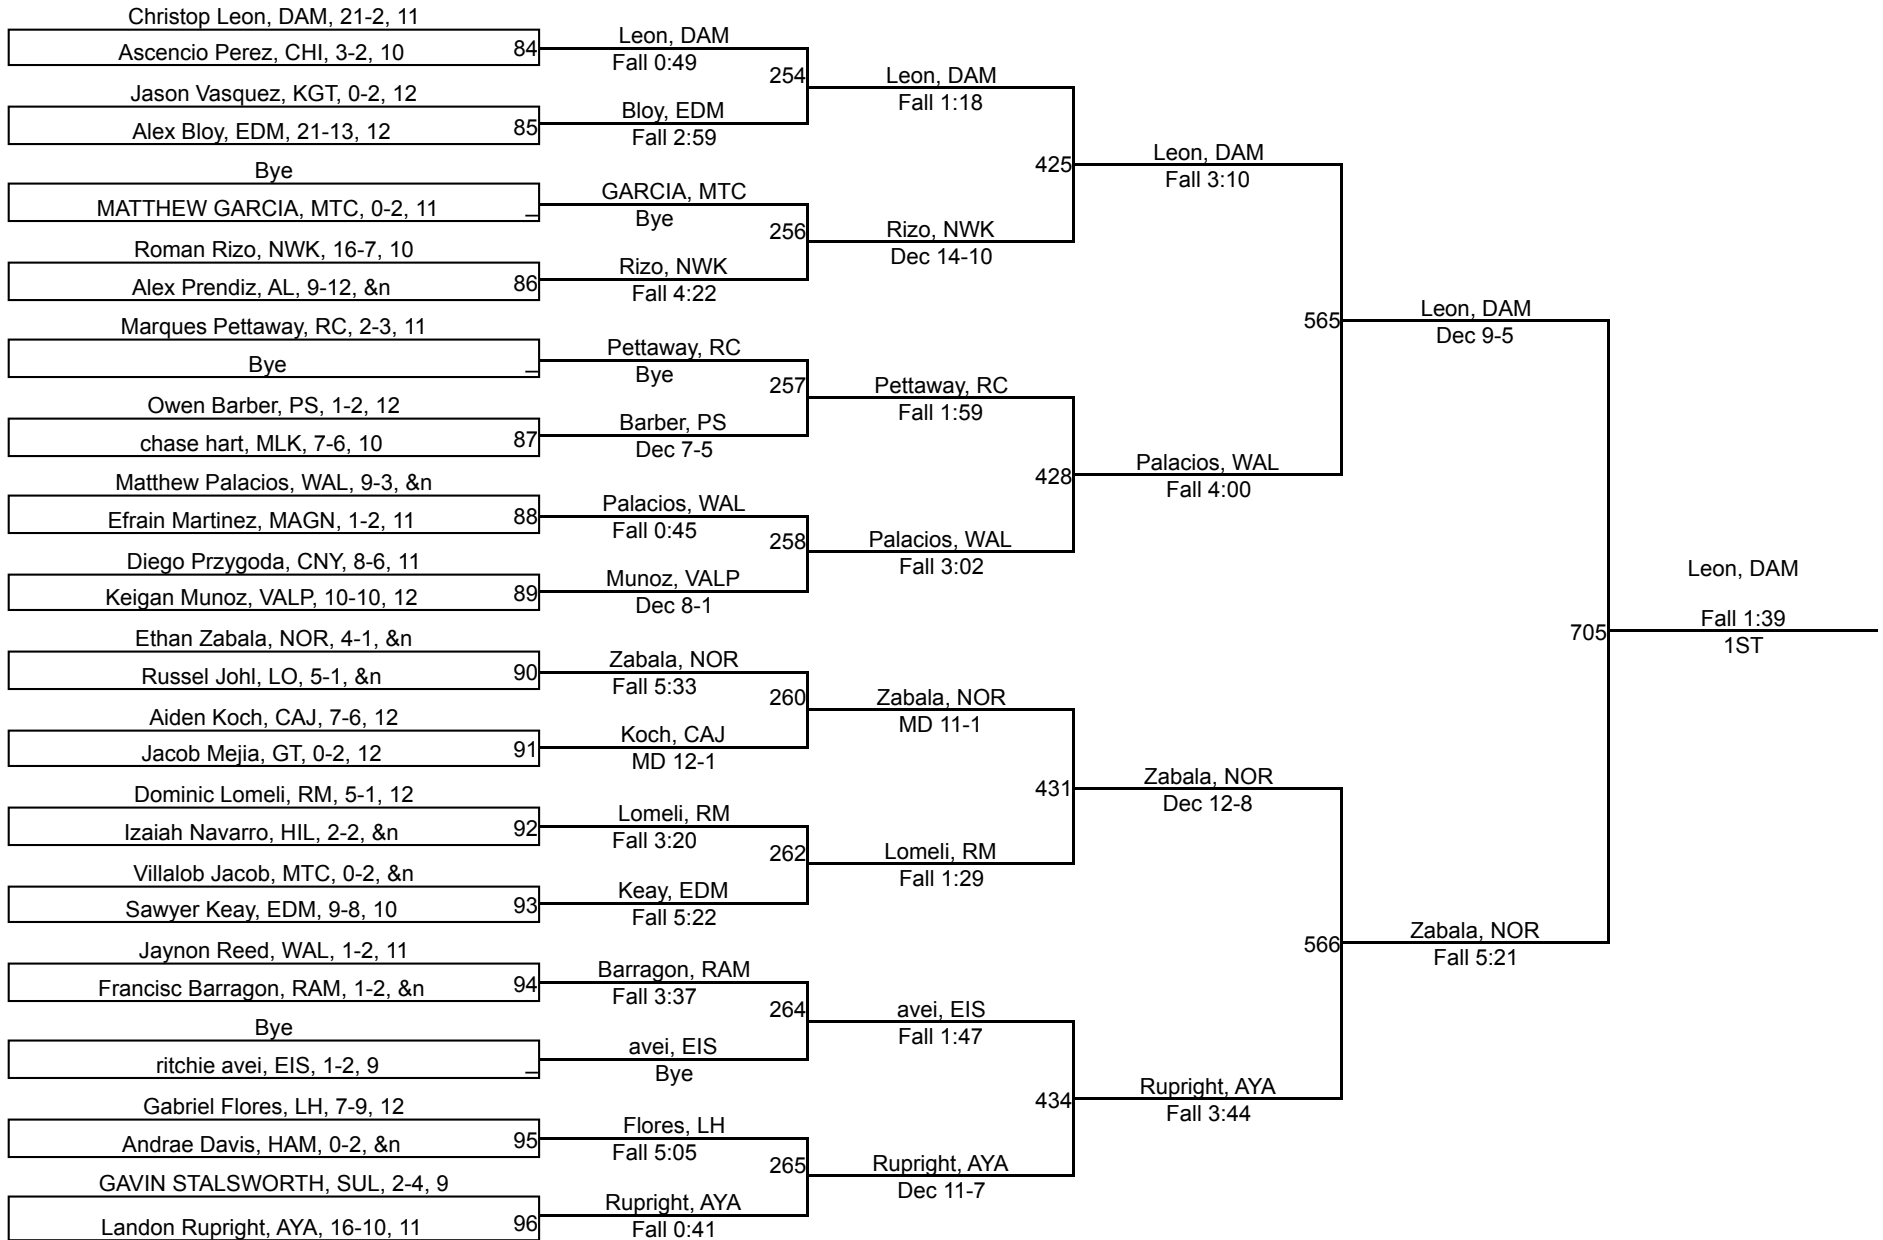 Christop Leon, DAM, 21-2, 11
Ascencio Perez, CHI, 3-2, 10
84
Jason Vasquez, KGT, 0-2, 12
Alex Bloy, EDM, 21-13, 12
85
Bye
MATTHEW GARCIA, MTC, 0-2, 11
_
Roman Rizo, NWK, 16-7, 10
Alex Prendiz, AL, 9-12, &n
86
Marques Pettaway, RC, 2-3, 11
Bye
_
Owen Barber, PS, 1-2, 12
chase hart, MLK, 7-6, 10
87
Matthew Palacios, WAL, 9-3, &n
Efrain Martinez, MAGN, 1-2, 11
88
Diego Przygoda, CNY, 8-6, 11
Keigan Munoz, VALP, 10-10, 12
89
Ethan Zabala, NOR, 4-1, &n
Russel Johl, LO, 5-1, &n
90
Aiden Koch, CAJ, 7-6, 12
Jacob Mejia, GT, 0-2, 12
91
Dominic Lomeli, RM, 5-1, 12
Izaiah Navarro, HIL, 2-2, &n
92
Villalob Jacob, MTC, 0-2, &n
Sawyer Keay, EDM, 9-8, 10
93
Jaynon Reed, WAL, 1-2, 11
Francisc Barragon, RAM, 1-2, &n
94
Bye
ritchie avei, EIS, 1-2, 9
_
Gabriel Flores, LH, 7-9, 12
Andrae Davis, HAM, 0-2, &n
95
GAVIN STALSWORTH, SUL, 2-4, 9
Landon Rupright, AYA, 16-10, 11
96
Leon, DAM
Fall 0:49
254
Bloy, EDM
Fall 2:59
GARCIA, MTC
Bye
256
Rizo, NWK
Fall 4:22
Pettaway, RC
Bye
257
Barber, PS
Dec 7-5
Palacios, WAL
Fall 0:45
258
Munoz, VALP
Dec 8-1
Zabala, NOR
Fall 5:33
260
Koch, CAJ
MD 12-1
Lomeli, RM
Fall 3:20
262
Keay, EDM
Fall 5:22
Barragon, RAM
Fall 3:37
264
avei, EIS
Bye
Flores, LH
Fall 5:05
265
Rupright, AYA
Fall 0:41
Leon, DAM
Fall 1:18
425
Rizo, NWK
Dec 14-10
Pettaway, RC
Fall 1:59
428
Palacios, WAL
Fall 3:02
Zabala, NOR
MD 11-1
431
Lomeli, RM
Fall 1:29
avei, EIS
Fall 1:47
434
Rupright, AYA
Dec 11-7
Leon, DAM
Fall 3:10
565
Palacios, WAL
Fall 4:00
Zabala, NOR
Dec 12-8
566
Rupright, AYA
Fall 3:44
Leon, DAM
Dec 9-5
705
Zabala, NOR
Fall 5:21
Leon, DAM
Fall 1:39
1ST